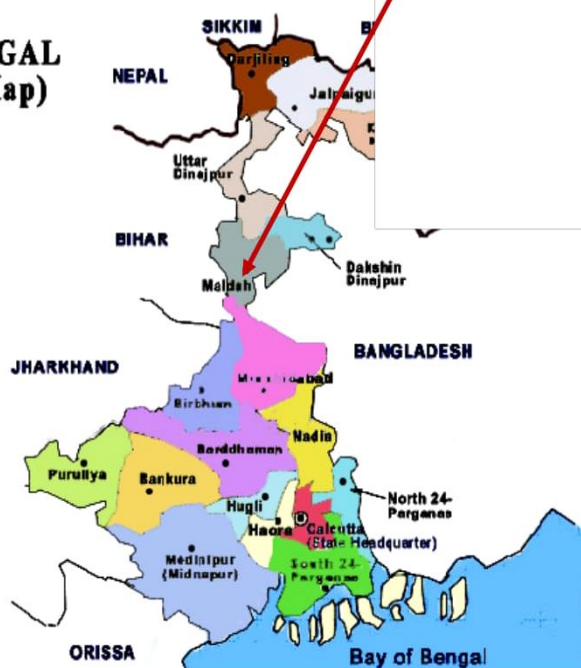 SIKKIM
GAL
Darjiling
NEPAL
ap)
Uttar
Dinajpur
BIHAR
Dakshin
Dinajpur
Maldah
BANGLADESH
JHARKHAND
Birbhum
Nadia
Barddhaman
Puruliya
Bankura
North 24-
Parganas
Hugli
Haora
Calcutta
(State Headquarter)
Medinipur
(Midnapur)
South 24-
Parganas
ORISSA
Bay of Bengal